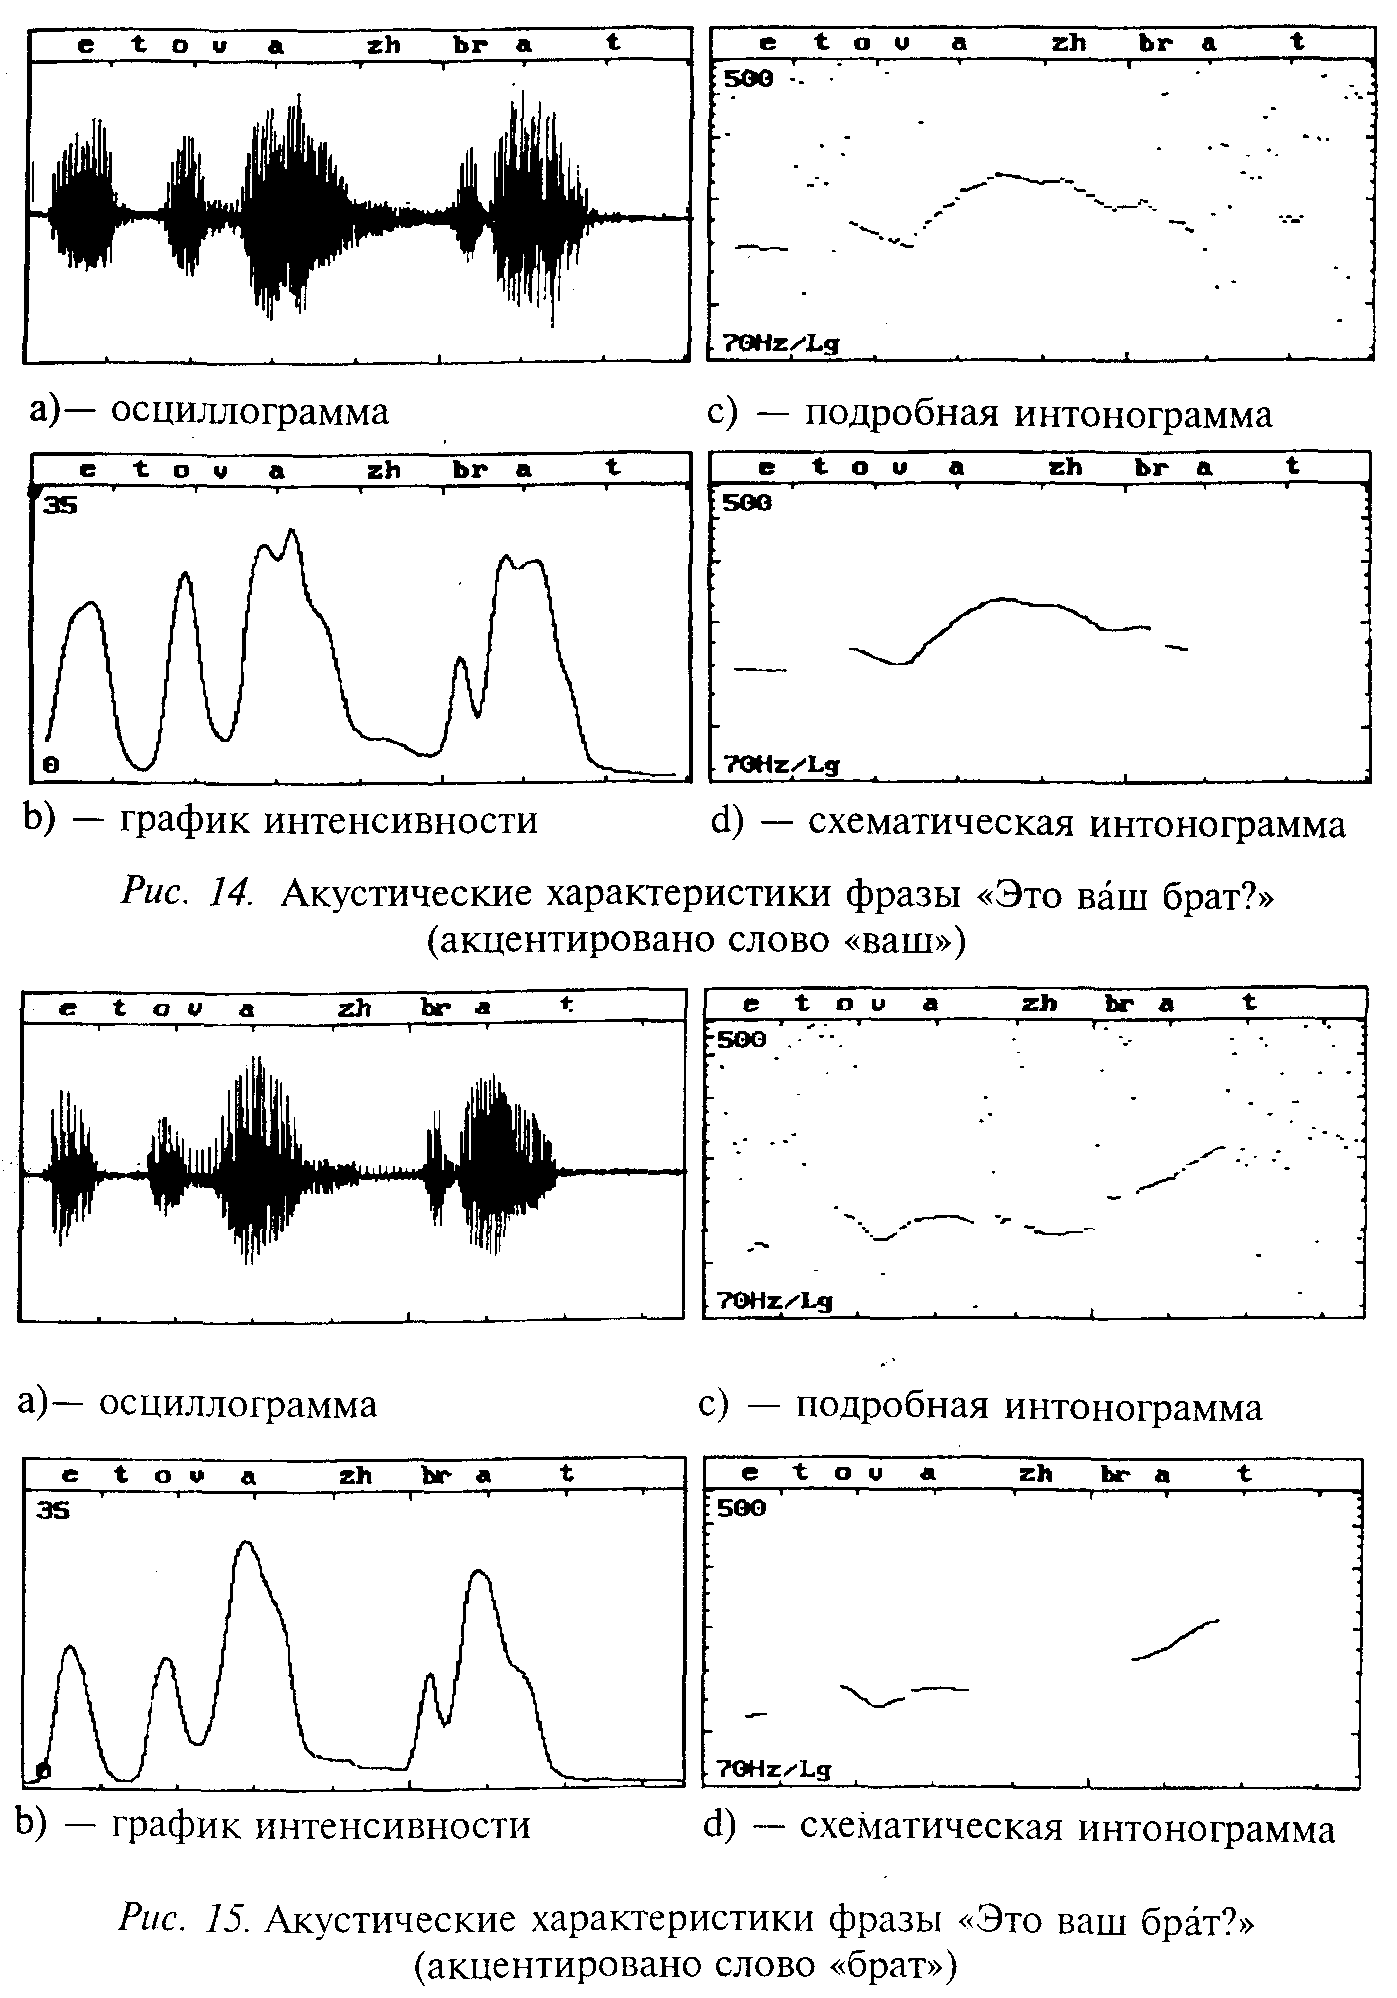 e t o v a zh br a t
e t o v a zh br a t
500
70Hz/Lg
a)— осциллограмма
c) — подробная интонограмма
e t o v a zh br a t
e t o v a zh br a t
35
500
0
70Hz/Lg
b) — график интенсивности
d) — схематическая интонограмма
Рис. 14. Акустические характеристики фразы «Это ва́ш брат?»
(акцентировано слово «ваш»)
e t o v a zh br a t
e t o v a zh br a t
500
70Hz/Lg
a)— осциллограмма
c) — подробная интонограмма
e t o v a zh br a t
e t o v a zh br a t
35
500
0
70Hz/Lg
b) — график интенсивности
d) — схематическая интонограмма
Рис. 15. Акустические характеристики фразы «Это ваш бра́т?»
(акцентировано слово «брат»)